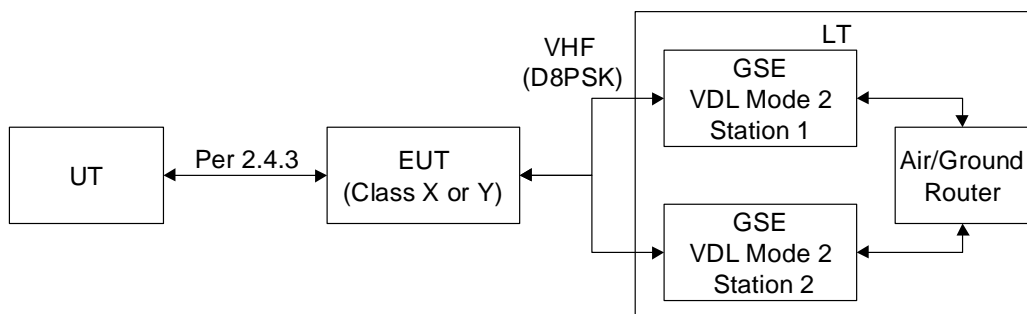 UT
Per 2.4.3
EUT
(Class X or Y)
VHF
(D8PSK)
LT
GSE
VDL Mode 2
Station 1
GSE
VDL Mode 2
Station 2
Air/Ground
Router